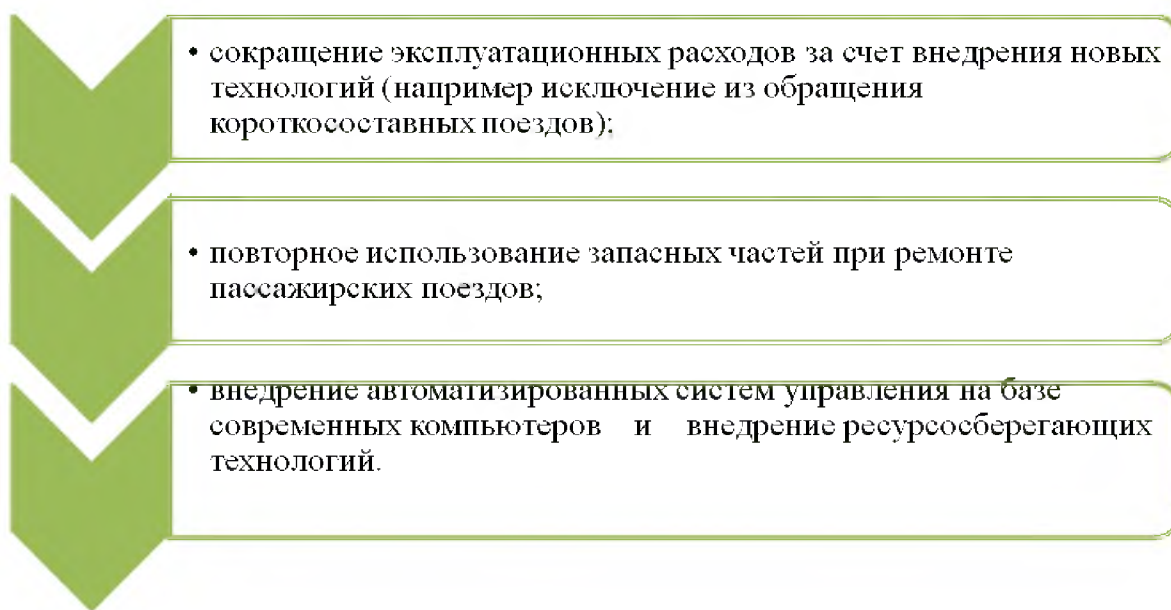 • сокращение эксплуатационных расходов за счет внедрения новых
технологий (например исключение из обращения
короткосоставных поездов);
• повторное использование запасных частей при ремонте
пассажирских поездов;
• внедрение автоматизированных систем управления на базе
современных компьютеров и внедрение ресурсосберегающих
технологий.